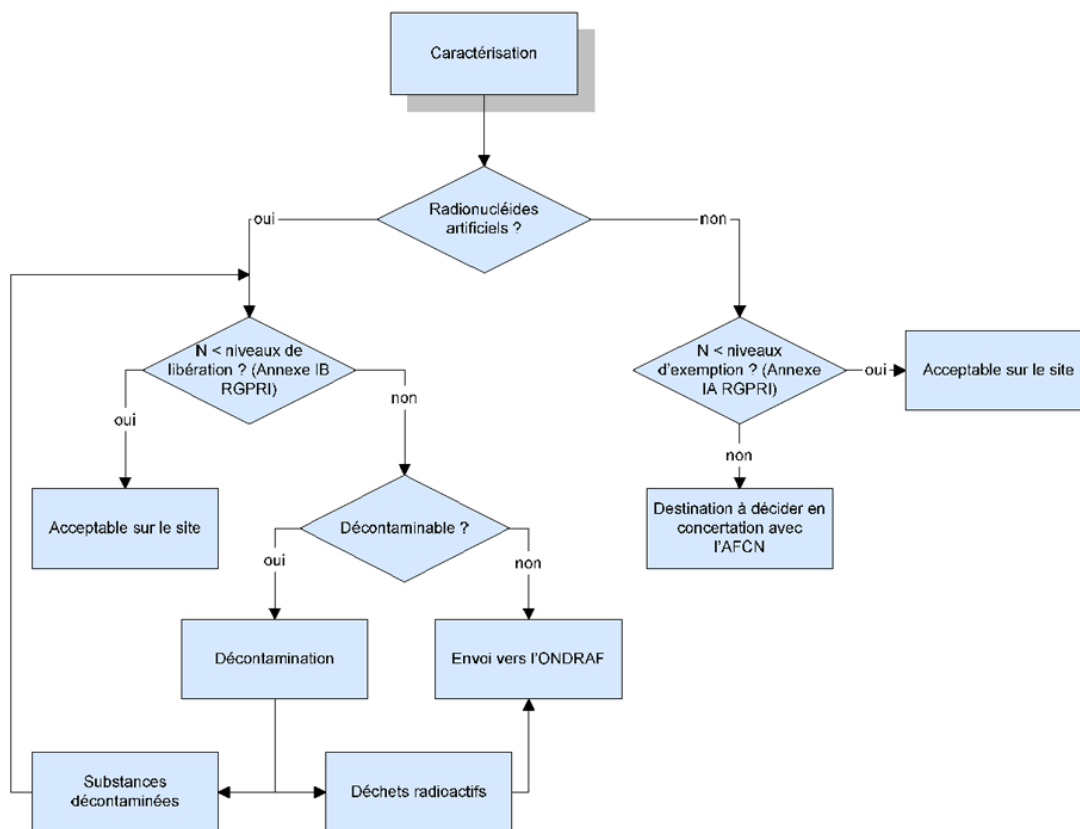 Caractérisation
Radionucléides
artificiels ?
oui
non
N < niveaux de
libération ? (Annexe IB
RGPRI)
N < niveaux
d'exemption ? (Annexe
IA RGPRI)
oui
Acceptable sur le site
oui
non
non
Acceptable sur le site
Décontaminable ?
Destination à décider en
concertation avec
l'AFCN
oui
non
Décontamination
Envoi vers l'ONDRAF
Substances
décontaminées
Déchets radioactifs